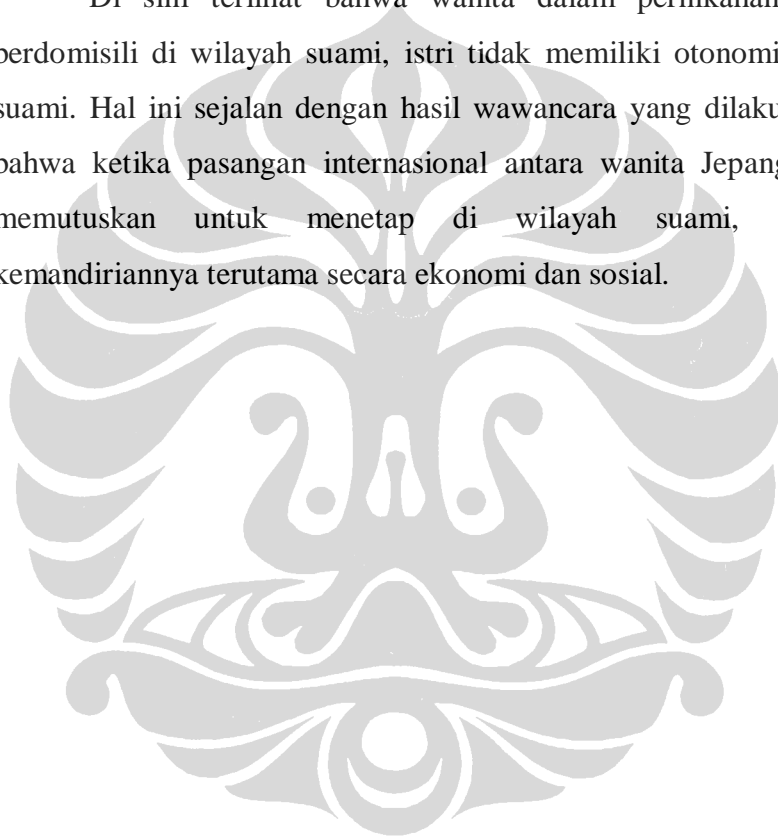 Di sini terlihat bahwa wanita dalam pernikahan
berdomisili di wilayah suami, istri tidak memiliki otonomi
suami. Hal ini sejalan dengan hasil wawancara yang dilaku
bahwa ketika pasangan internasional antara wanita Jepang
memutuskan untuk menetap di wilayah suami,
kemandiriannya terutama secara ekonomi dan sosial.